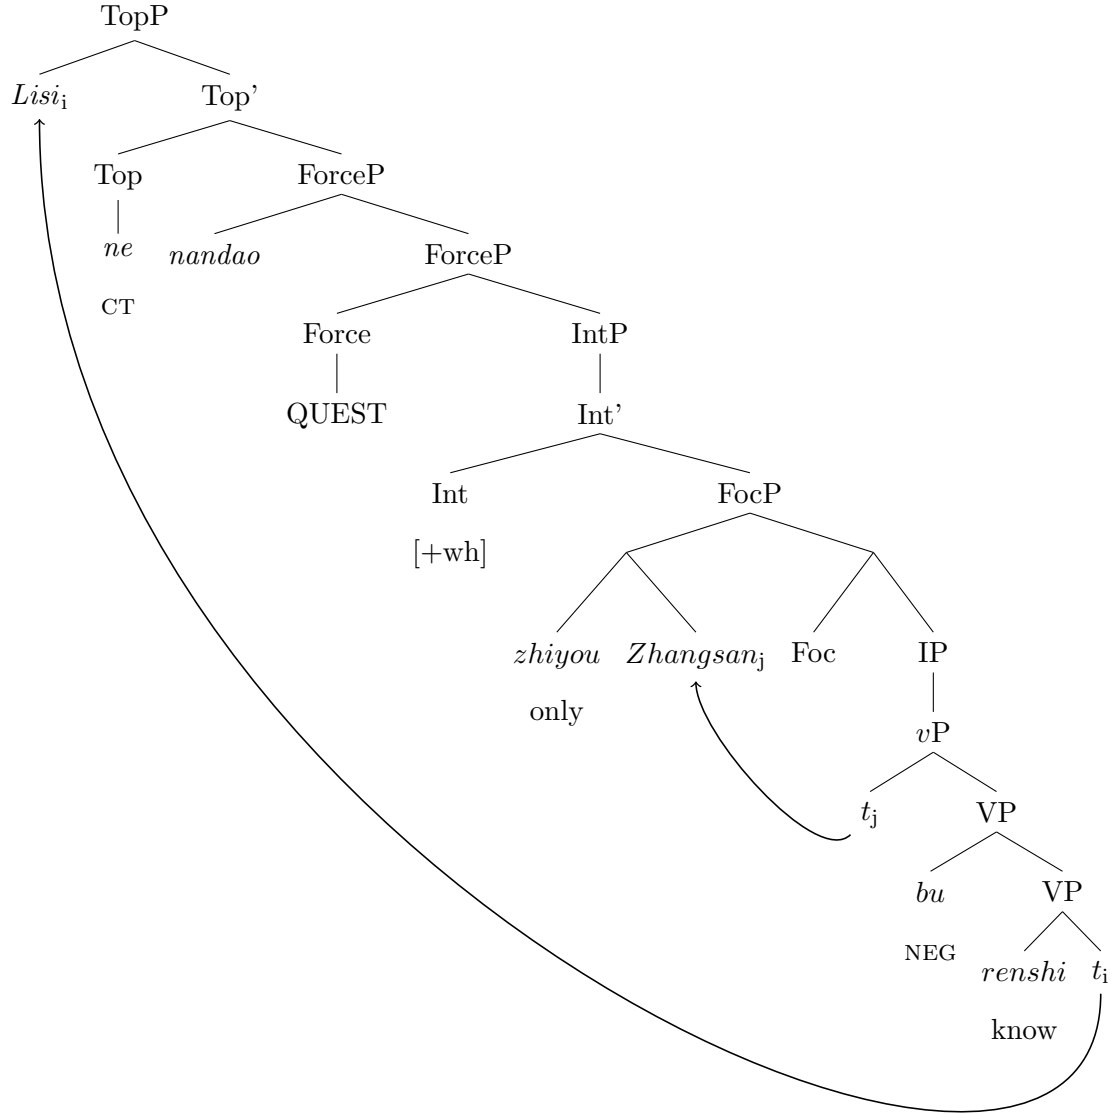 TopP
Lisi_i Top'
Top ForceP
ne nandao ForceP
CT
Force IntP
QUEST Int'
Int FocP
[+wh]
zhiyou Zhangsan_j Foc IP
only
vP
t_j VP
bu VP
NEG
renshi t_i
know